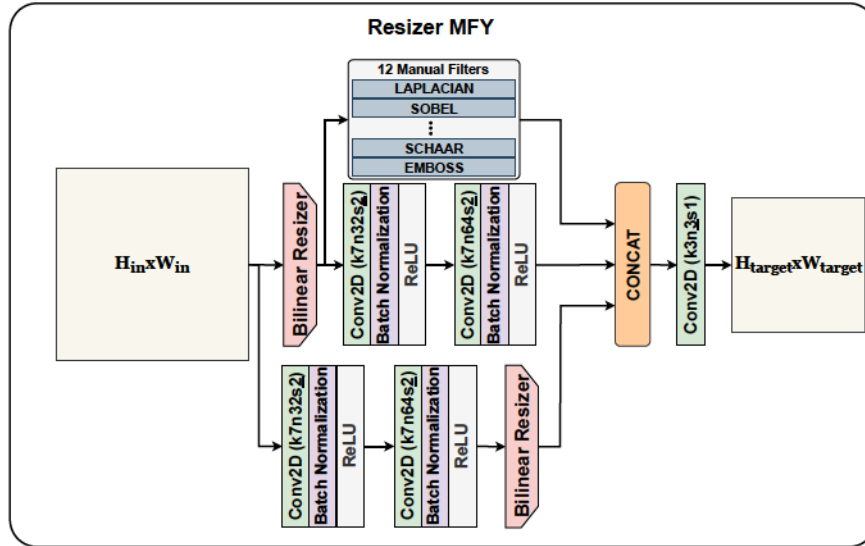 Resizer MFY
12 Manual Filters
LAPLACIAN
SOBEL
SCHAAR
EMBOSS
HinxWin
Bilinear Resizer
Conv2D (k7n32s2)
Batch Normalization
ReLU
Conv2D (k7n64s2)
Batch Normalization
ReLU
CONCAT
Conv2D (k3n3s1)
HtargetxWtarget
Conv2D (k7n32s2)
Batch Normalization
ReLU
Conv2D (k7n64s2)
Batch Normalization
ReLU
Bilinear Resizer